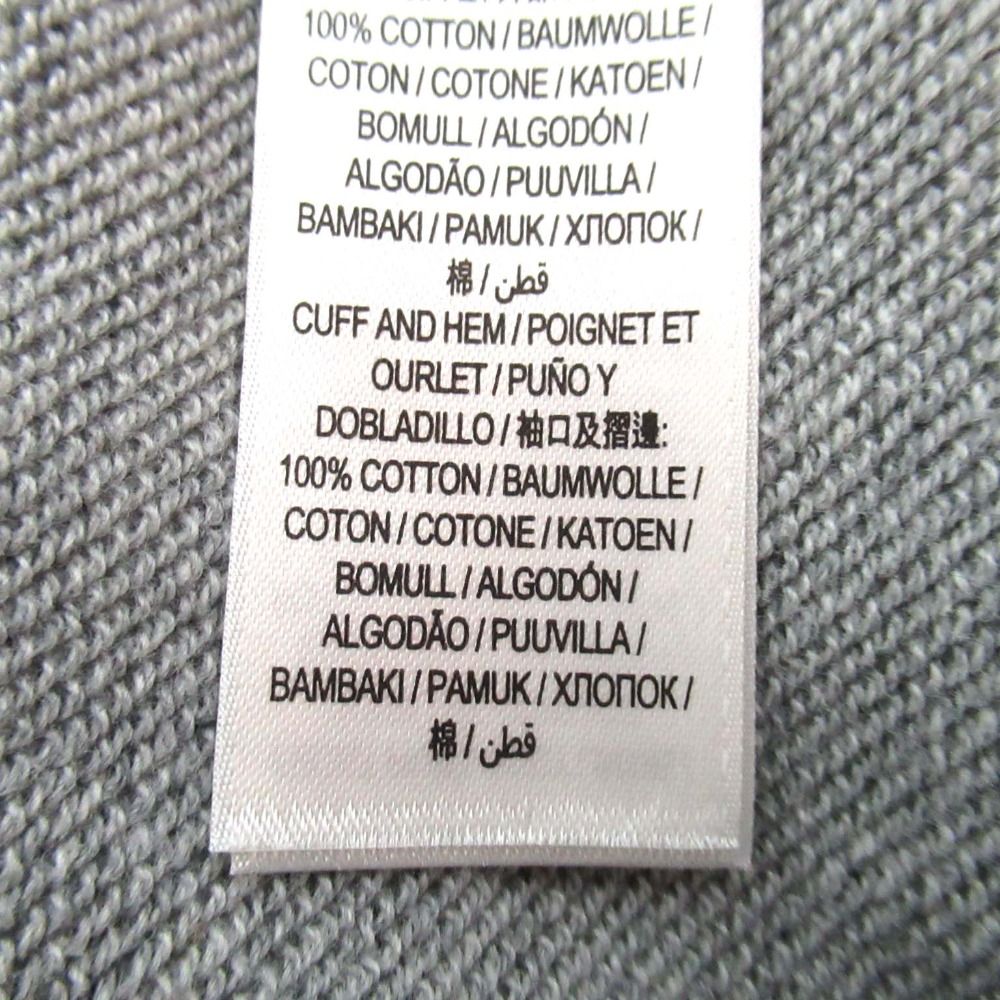 100% COTTON / BAUMWOLLE /
COTON / COTONE / KATOEN /
BOMULL / ALGODÓN /
ALGODÃO / PUUVILLA /
BAMBAKI / PAMUK / ХЛОПОК /
棉 / قطن
CUFF AND HEM / POIGNET ET
OURLET / PUÑO Y
DOBLADILLO / 袖口及摺邊:
100% COTTON / BAUMWOLLE /
COTON / COTONE / KATOEN /
BOMULL / ALGODÓN /
ALGODÃO / PUUVILLA /
BAMBAKI / PAMUK / ХЛОПОК /
棉 / قطن